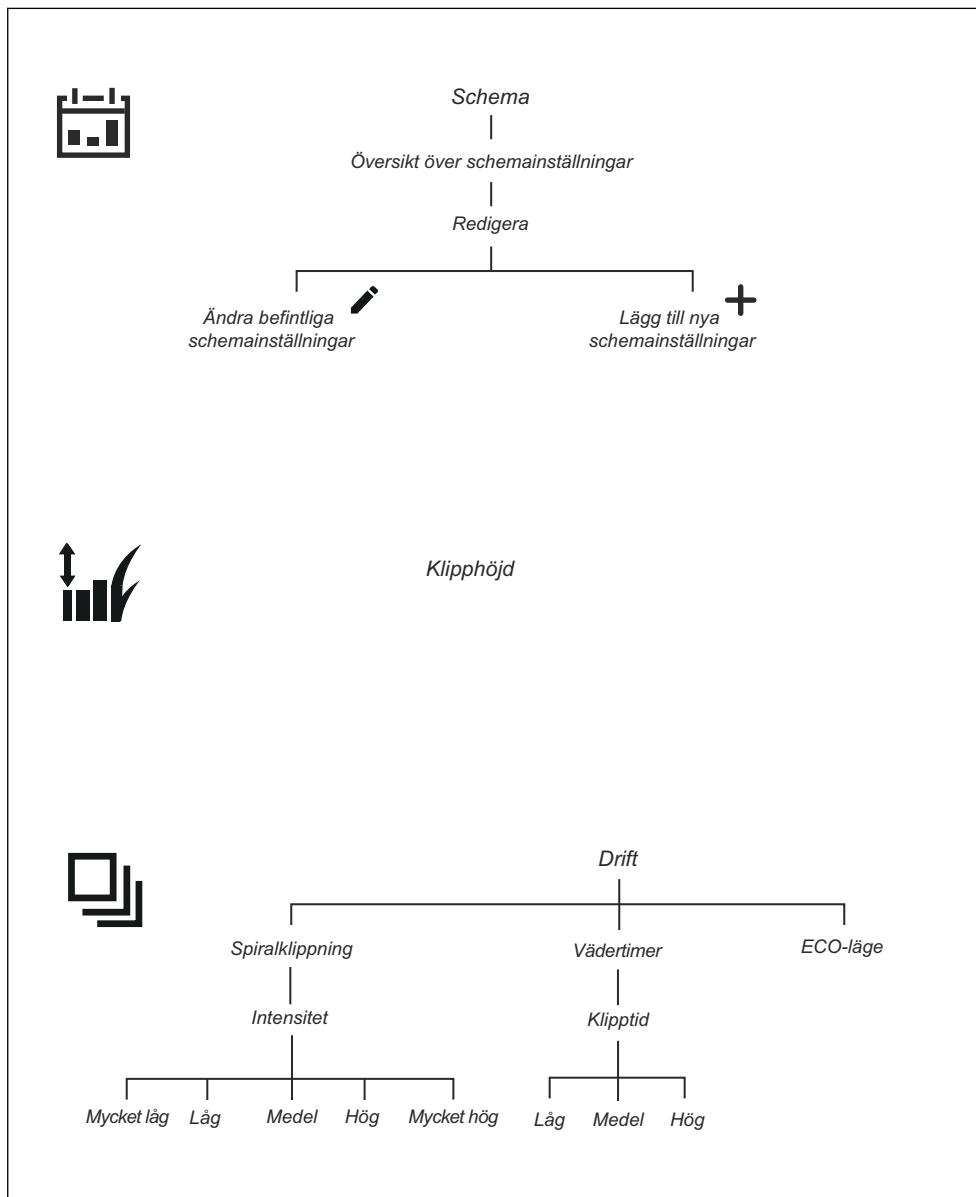 Schema
Översikt över schemainställningar
Redigera
Ändra befintliga
schemainställningar
Lägg till nya
schemainställningar
Klipphöjd
Drift
Spiralklippning
Vädertimer
ECO-läge
Intensitet
Klipptid
Mycket låg
Låg
Medel
Hög
Mycket hög
Låg
Medel
Hög